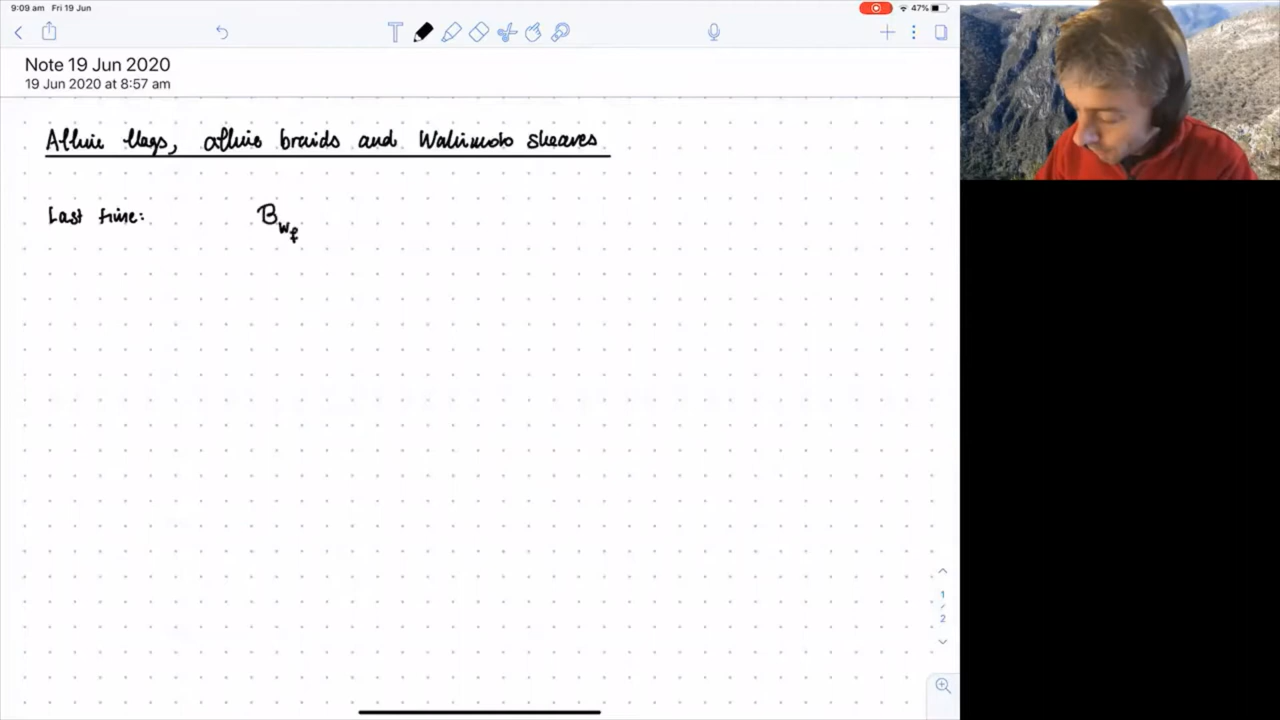 9:09 am Fri 19 Jun
47%
T
Note 19 Jun 2020
19 Jun 2020 at 8:57 am
Affine flags, affine braids and Wakimoto sheaves
Last time: B_{W_f}
1
2